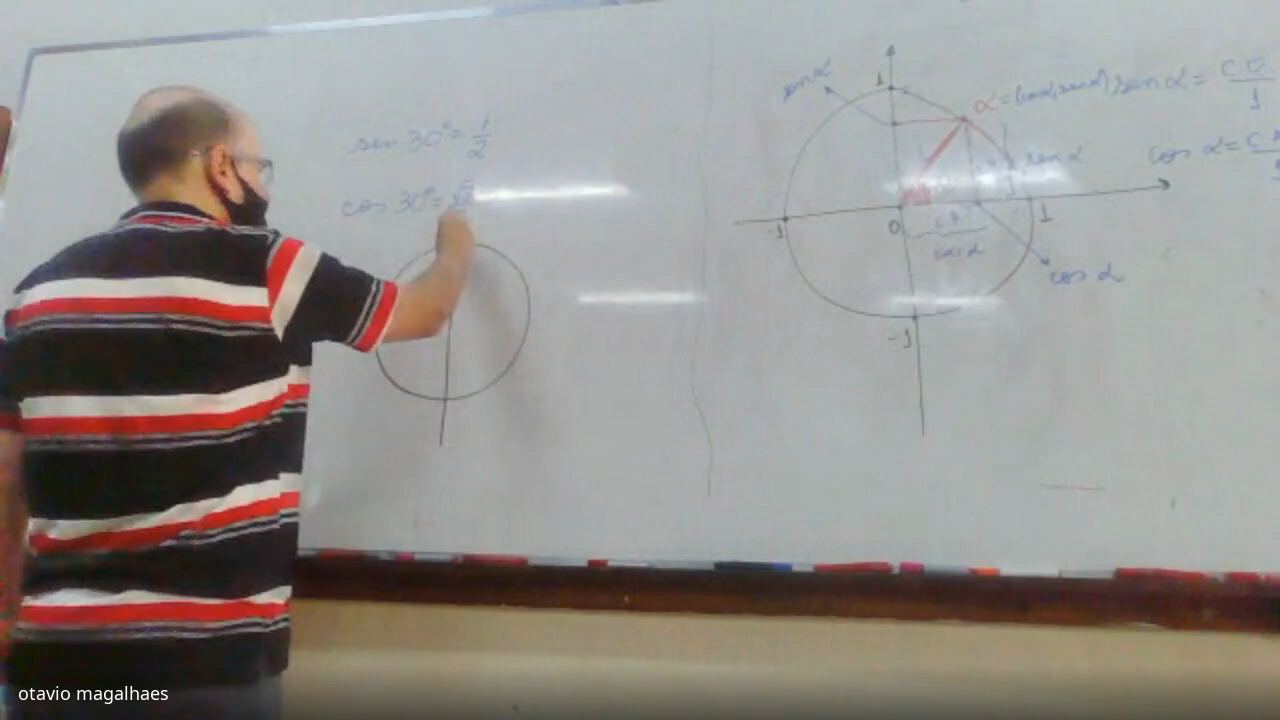 sen 30° = 1/2
cos 30° = √3
sen α
1
α = (cos α, sen α)
sen α = C.O/1
sen α
cos α = C.A
-1
0
C.A
1
cos α
cos α
-1
otavio magalhaes